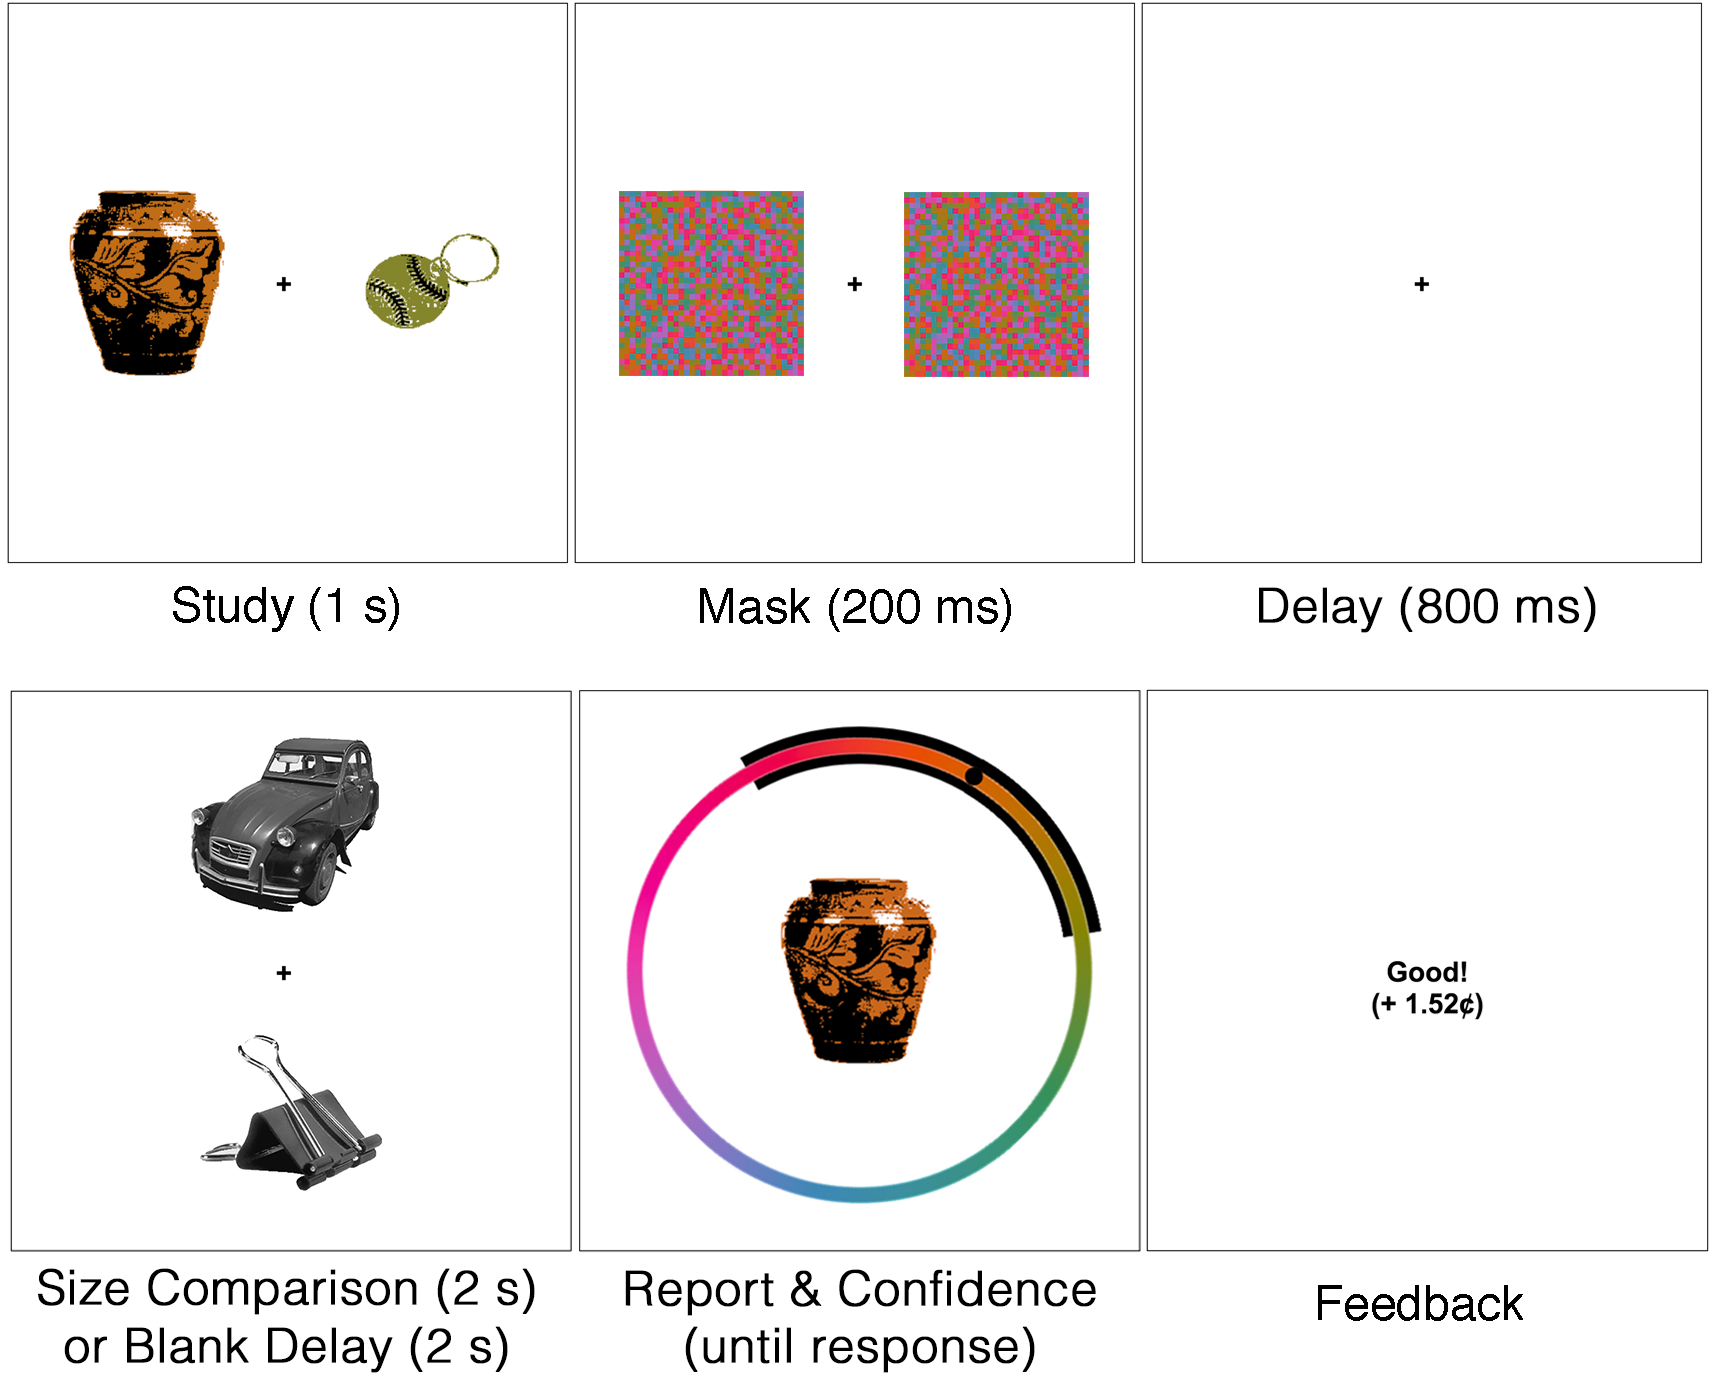 Study (1 s)
Mask (200 ms)
Delay (800 ms)
Good!
(+ 1.52¢)
Size Comparison (2 s)
or Blank Delay (2 s)
Report & Confidence
(until response)
Feedback